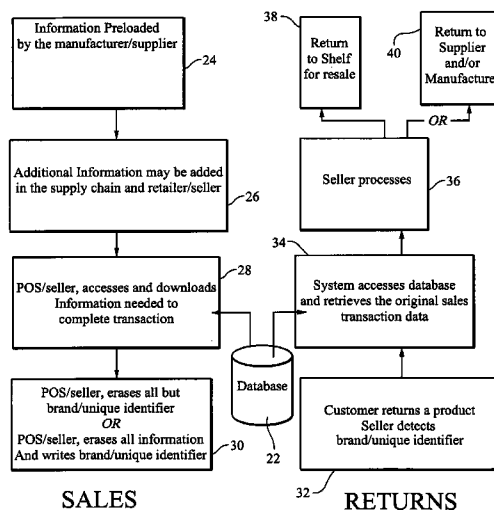 Information Preloaded
by the manufacturer/supplier
24
Additional Information may be added
in the supply chain and retailer/seller
26
POS/seller, accesses and downloads
Information needed to
complete transaction
28
POS/seller, erases all but
brand/unique identifier
OR
POS/seller, erases all information
And writes brand/unique identifier
30
SALES
Database
22
38
Return
to Shelf
for resale
40
Return to
Supplier
and/or
Manufacture
OR
Seller processes
36
34
System accesses database
and retrieves the original sales
transaction data
Customer returns a product
Seller detects
brand/unique identifier
32
RETURNS